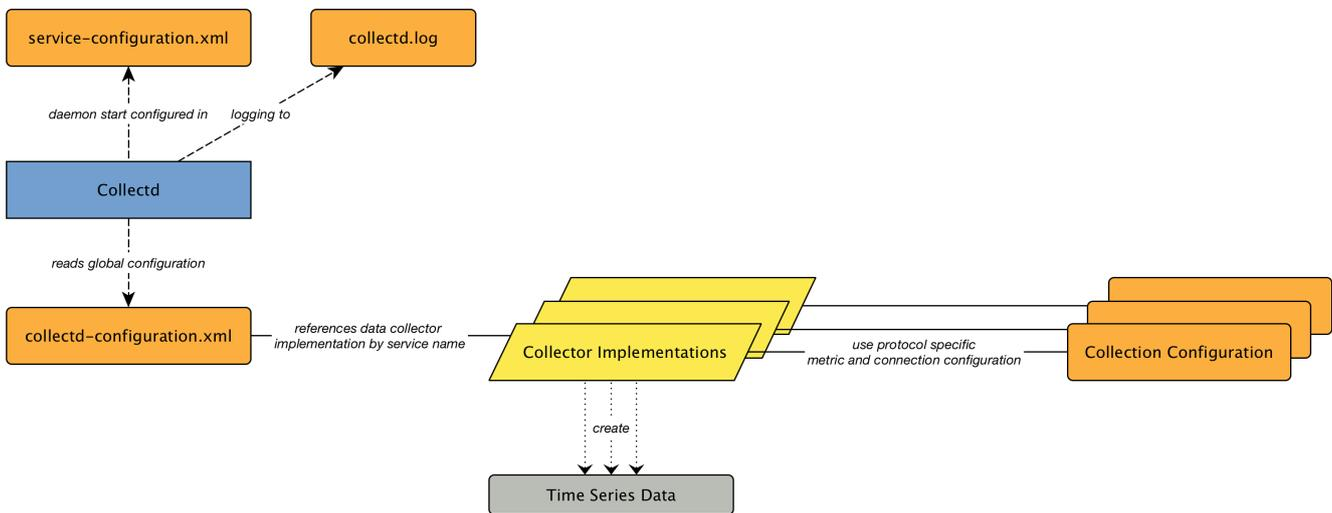 service-configuration.xml
collectd.log
daemon start configured in
logging to
Collectd
reads global configuration
collectd-configuration.xml
references data collector
implementation by service name
Collector Implementations
use protocol specific
metric and connection configuration
Collection Configuration
create
Time Series Data